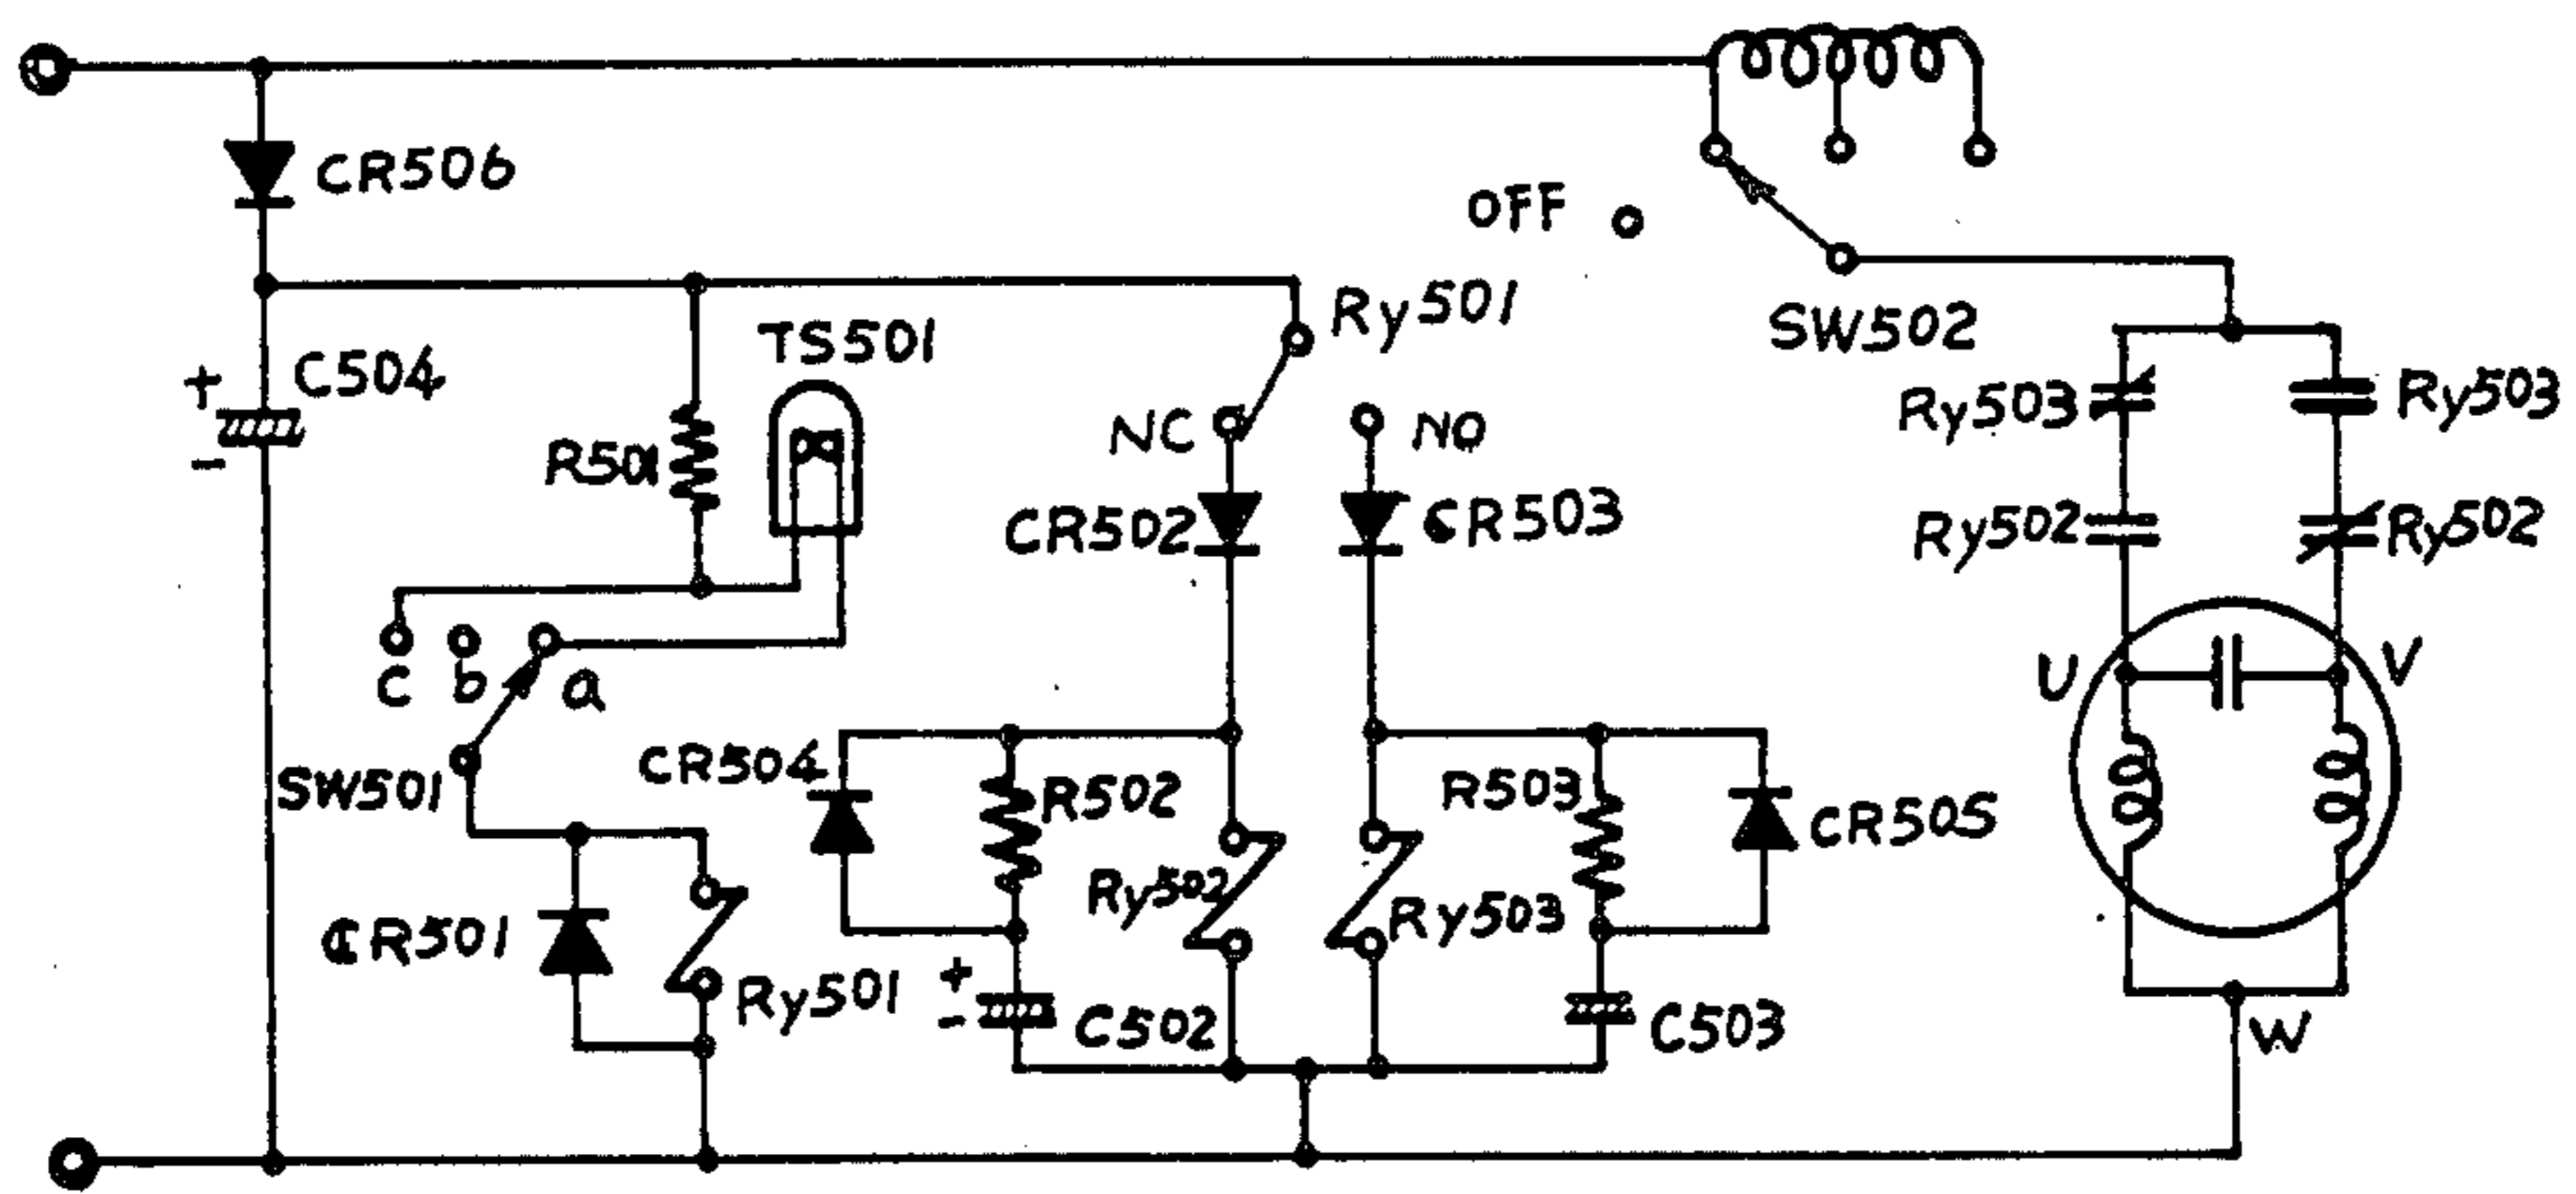 CR506
OFF
Ry501
SW502
TS501
+ C504
-
Ry503
Ry503
R501
NC
NO
CR502
CR503
Ry502
Ry502
c b a
U
V
SW501
CR504
R502
R503
CR505
Ry502
Ry503
CR501
Ry501
+
-
C502
C503
W